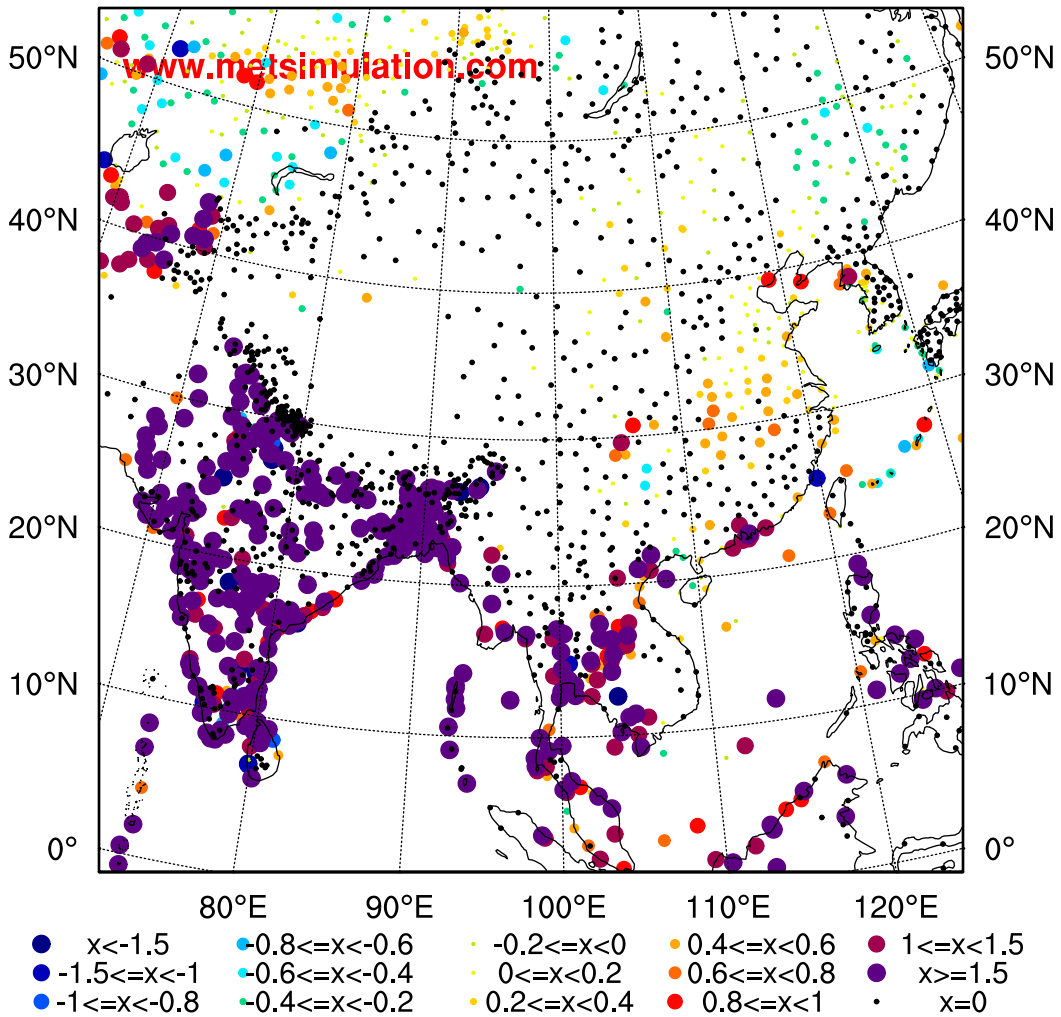 50°N 50°N
www.metsimulation.com
40°N 40°N
30°N 30°N
20°N 20°N
10°N 10°N
0° 0°
80°E 90°E 100°E 110°E 120°E
x<-1.5 -0.8<=x<-0.6 -0.2<=x<0 0.4<=x<0.6 1<=x<1.5
-1.5<=x<-1 -0.6<=x<-0.4 0<=x<0.2 0.6<=x<0.8 x>=1.5
-1<=x<-0.8 -0.4<=x<-0.2 0.2<=x<0.4 0.8<=x<1 x=0